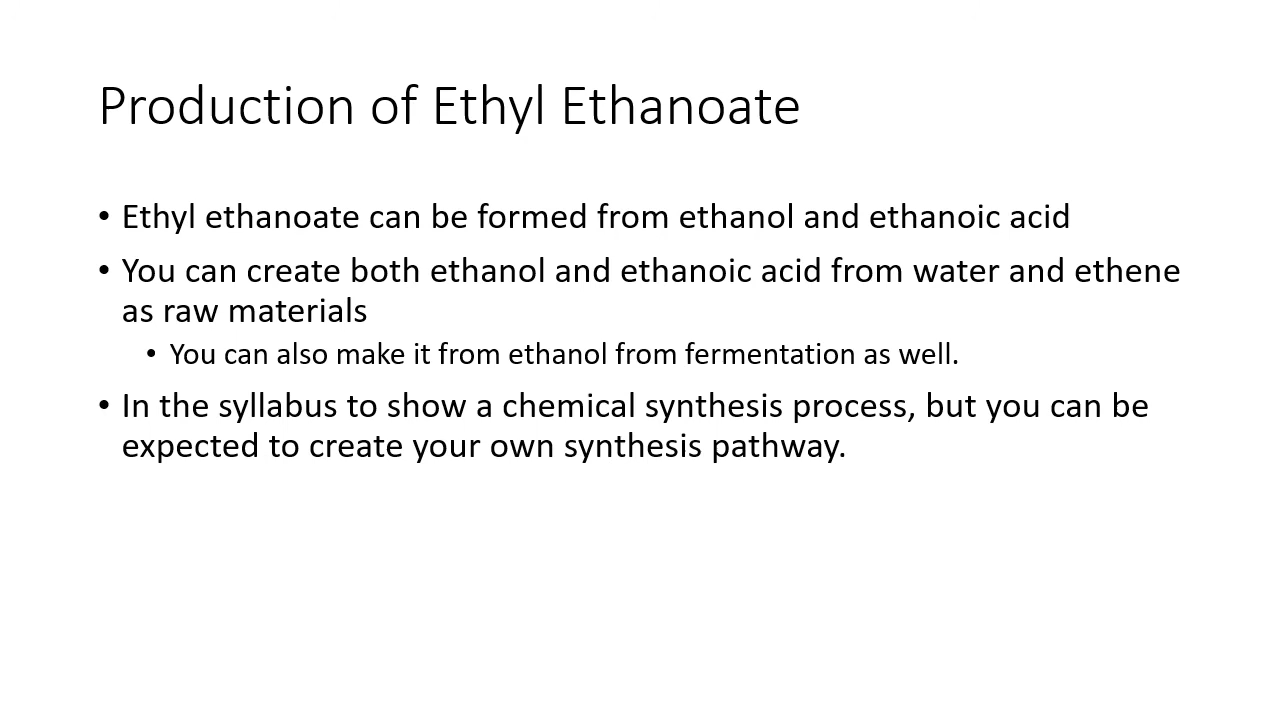 Production of Ethyl Ethanoate
• Ethyl ethanoate can be formed from ethanol and ethanoic acid
• You can create both ethanol and ethanoic acid from water and ethene
as raw materials
• You can also make it from ethanol from fermentation as well.
• In the syllabus to show a chemical synthesis process, but you can be
expected to create your own synthesis pathway.